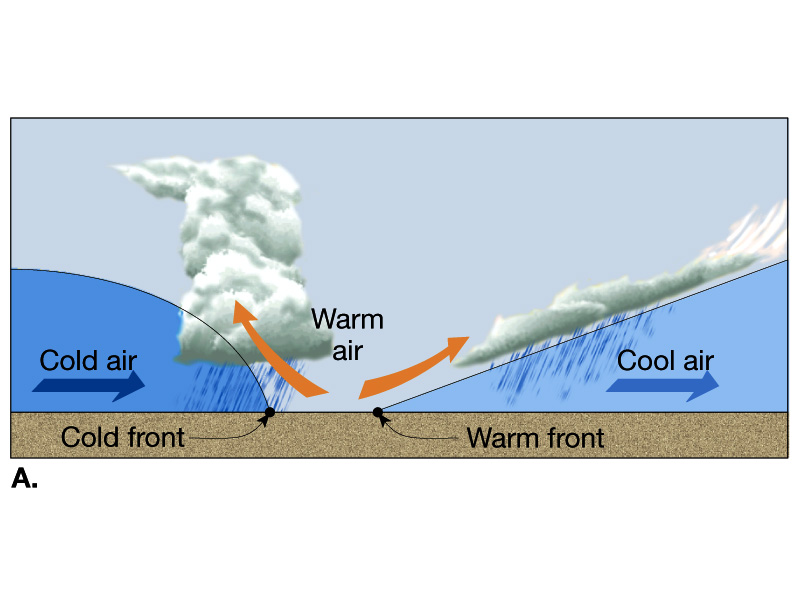 Warm
air
Cold air
Cool air
Cold front
Warm front
A.